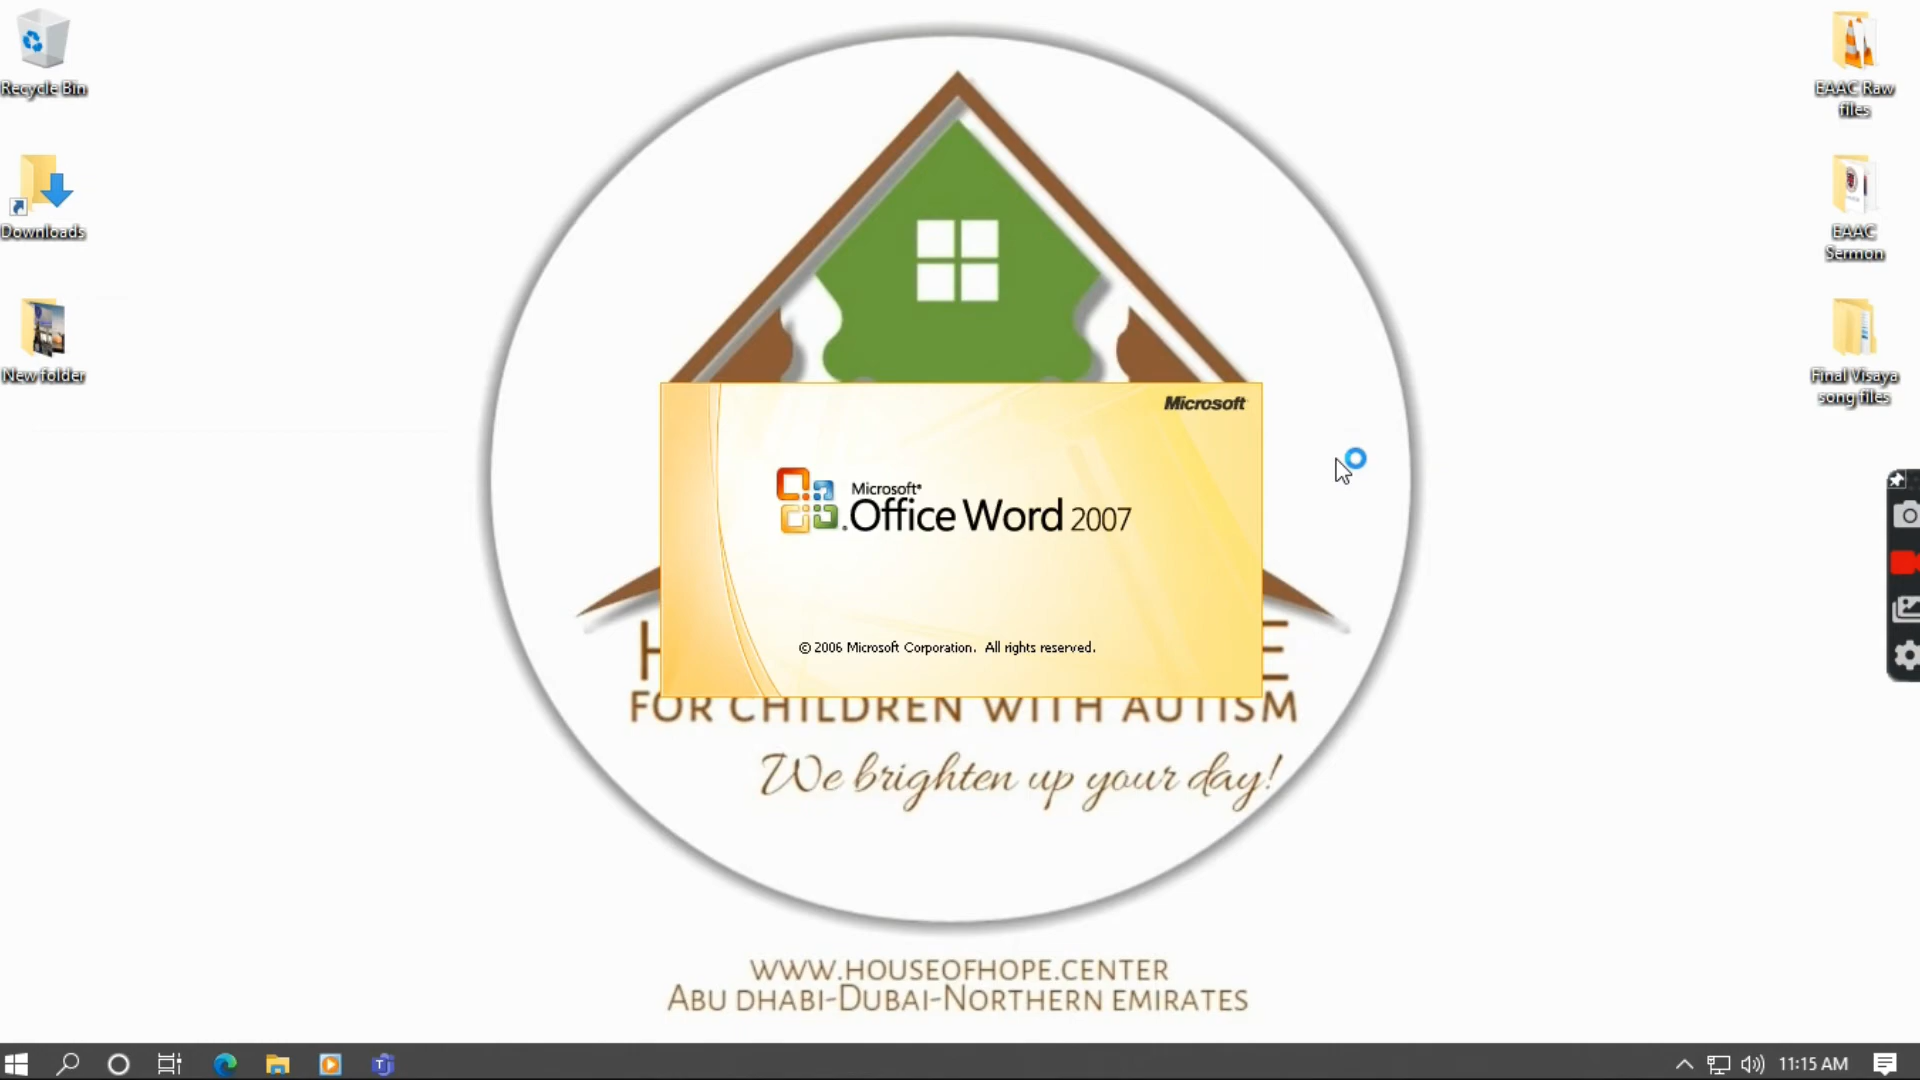 Recycle Bin
Downloads
New folder
EAAC Raw
files
EAAC
Sermon
Final Visaya
song files
Microsoft
Microsoft®
Office Word 2007
© 2006 Microsoft Corporation. All rights reserved.
FOR CHILDREN WITH AUTISM
We brighten up your day!
WWW.HOUSEOFHOPE.CENTER
ABU DHABI-DUBAI-NORTHERN EMIRATES
11:15 AM